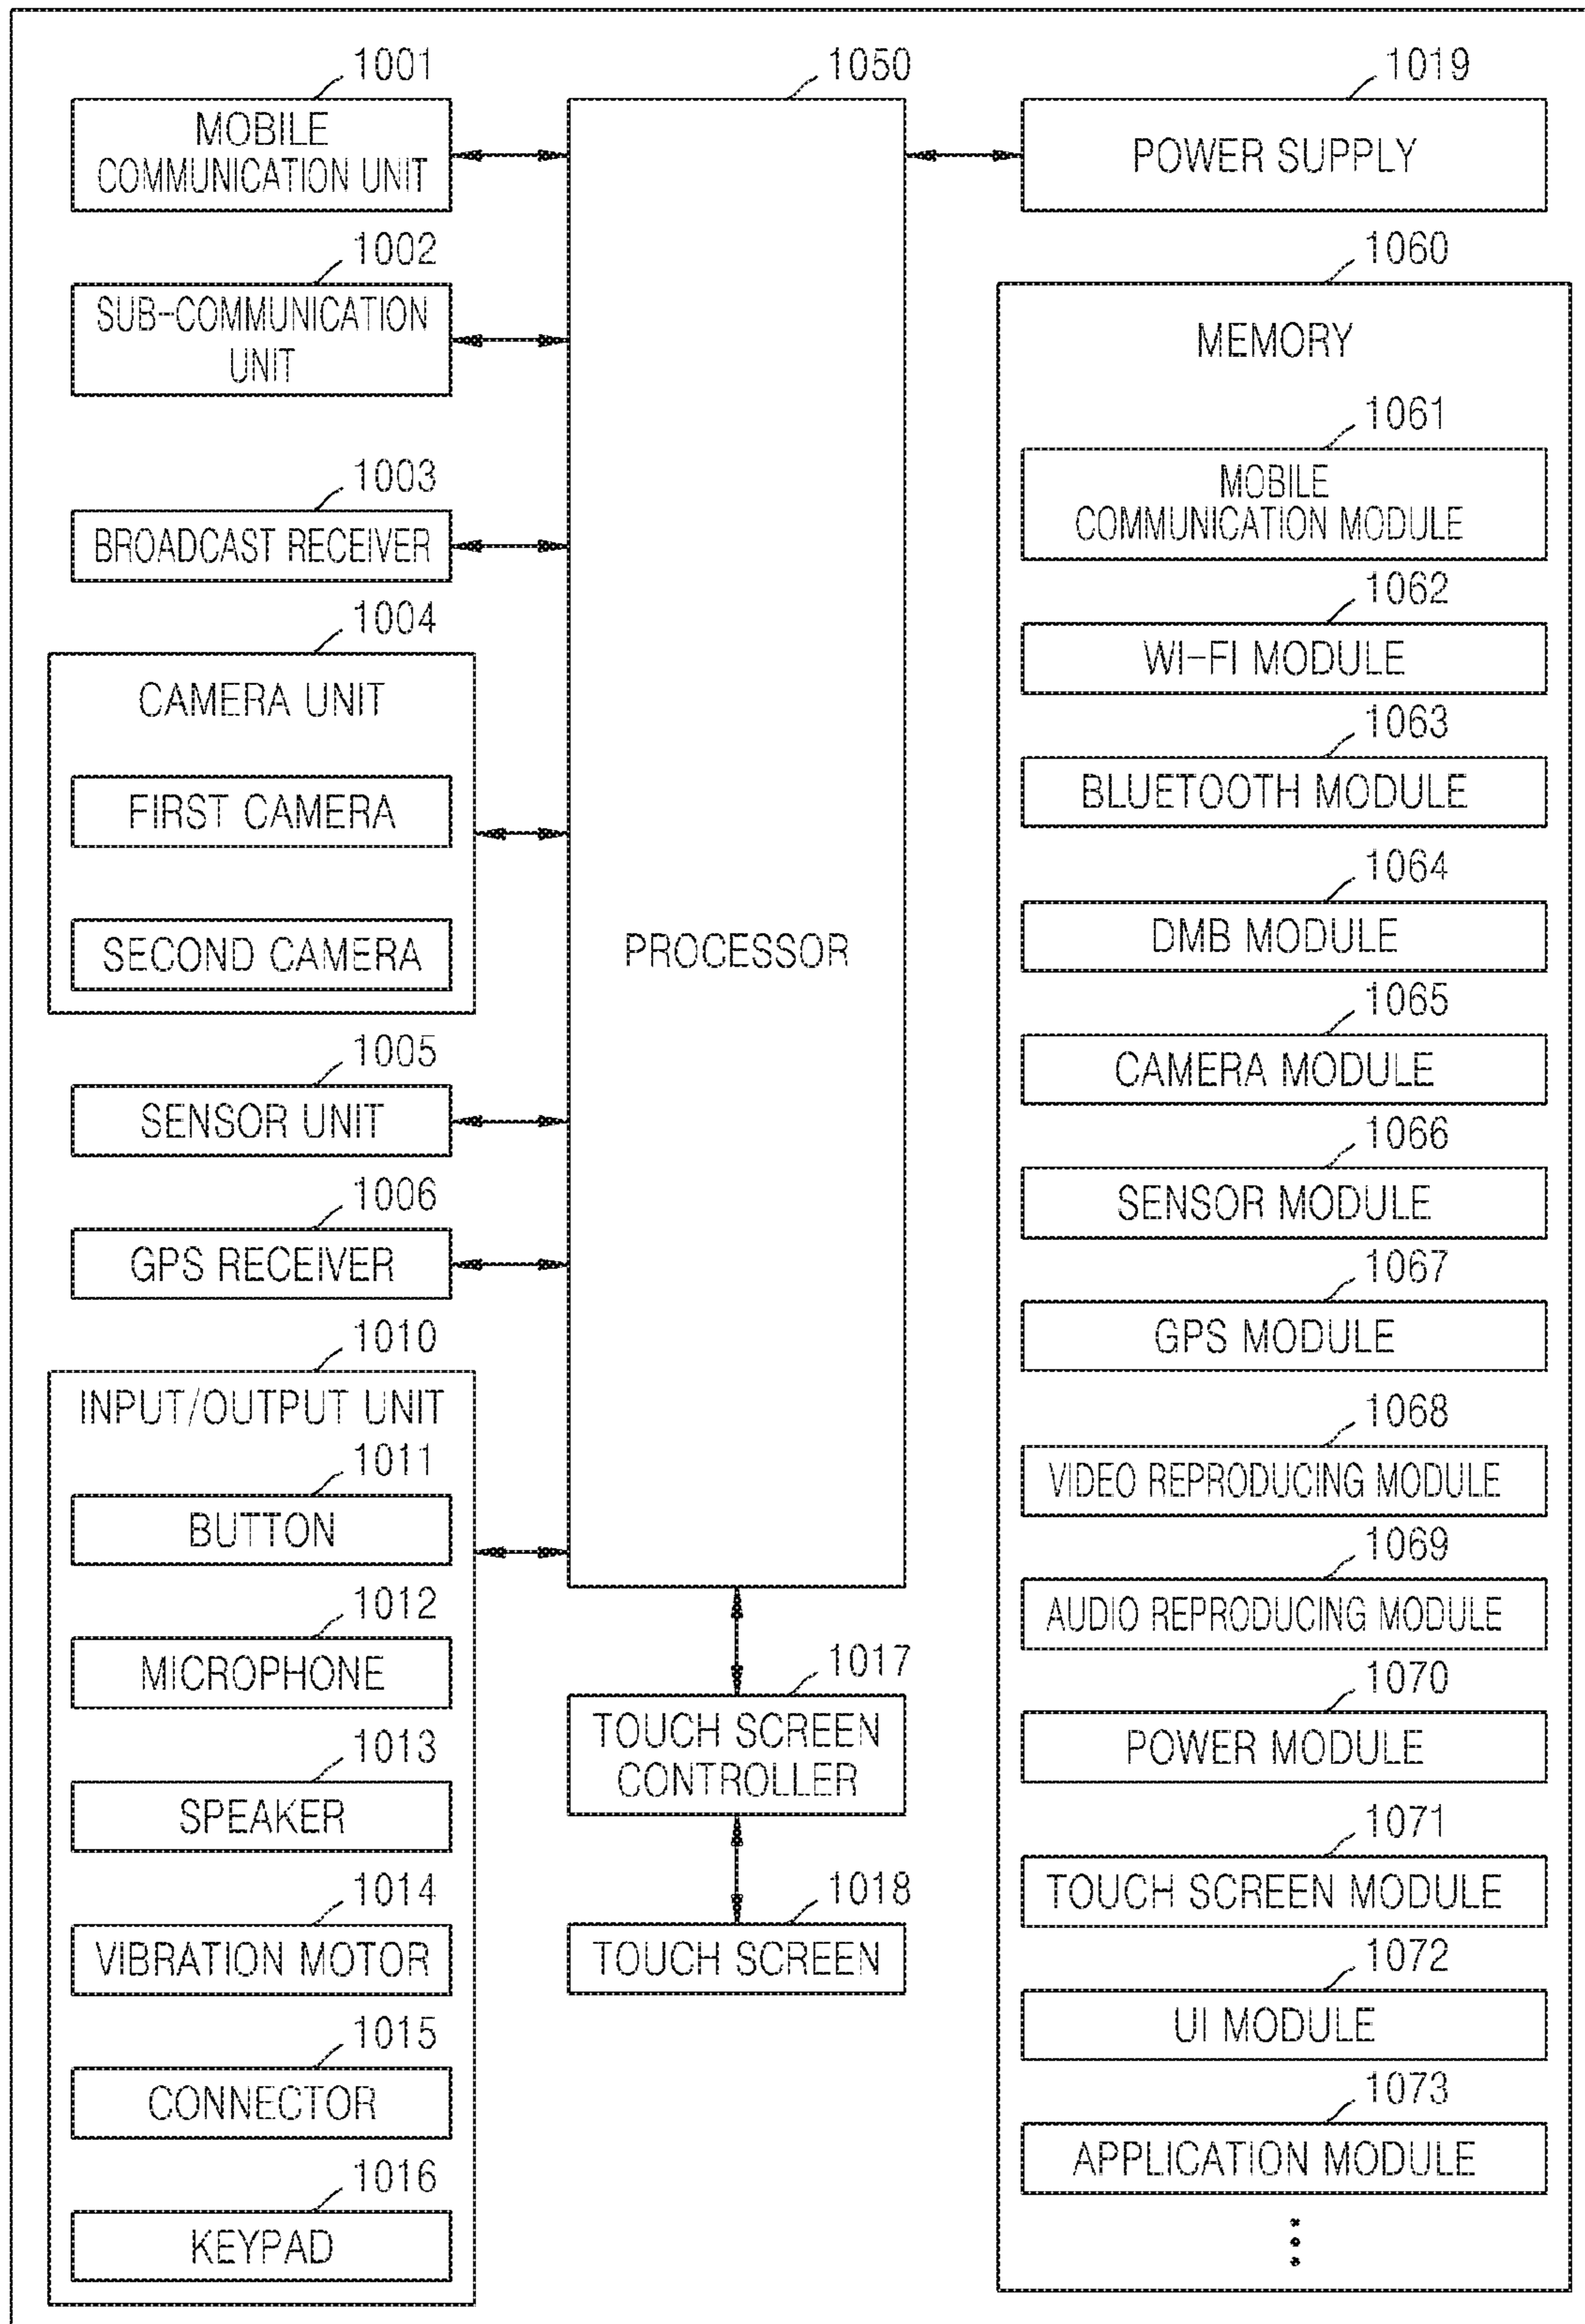 1001
MOBILE
COMMUNICATION UNIT
1002
SUB-COMMUNICATION
UNIT
1003
BROADCAST RECEIVER
1004
CAMERA UNIT
FIRST CAMERA
SECOND CAMERA
1005
SENSOR UNIT
1006
GPS RECEIVER
1010
INPUT/OUTPUT UNIT
1011
BUTTON
1012
MICROPHONE
1013
SPEAKER
1014
VIBRATION MOTOR
1015
CONNECTOR
1016
KEYPAD
1050
PROCESSOR
1017
TOUCH SCREEN
CONTROLLER
1018
TOUCH SCREEN
1019
POWER SUPPLY
1060
MEMORY
1061
MOBILE
COMMUNICATION MODULE
1062
WI-FI MODULE
1063
BLUETOOTH MODULE
1064
DMB MODULE
1065
CAMERA MODULE
1066
SENSOR MODULE
1067
GPS MODULE
1068
VIDEO REPRODUCING MODULE
1069
AUDIO REPRODUCING MODULE
1070
POWER MODULE
1071
TOUCH SCREEN MODULE
1072
UI MODULE
1073
APPLICATION MODULE